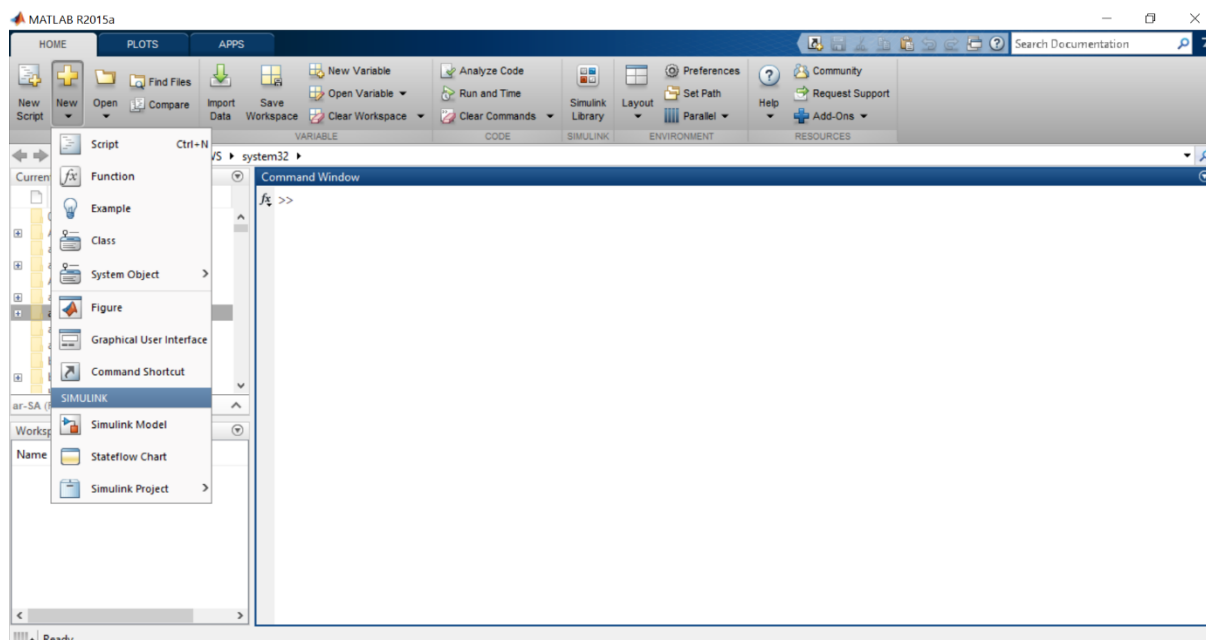 MATLAB R2015a
HOME PLOTS APPS
Search Documentation
New Script
New
Open
Find Files
Compare
Import Data
Save Workspace
New Variable
Open Variable
Clear Workspace
VARIABLE
Analyze Code
Run and Time
Clear Commands
CODE
Simulink Library
SIMULINK
Layout
Preferences
Set Path
Parallel
ENVIRONMENT
Help
Community
Request Support
Add-Ons
RESOURCES
system32
Script Ctrl+N
Function
Example
Class
System Object
Figure
Graphical User Interface
Command Shortcut
SIMULINK
Simulink Model
Stateflow Chart
Simulink Project
Command Window
fx >>
ar-SA
Name
Ready